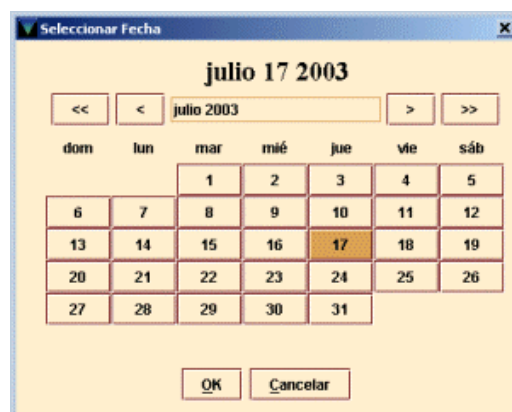 Seleccionar Fecha
julio 17 2003
<< < julio 2003 > >>
dom lun mar mié jue vie sáb
1 2 3 4 5
6 7 8 9 10 11 12
13 14 15 16 17 18 19
20 21 22 23 24 25 26
27 28 29 30 31
OK Cancelar